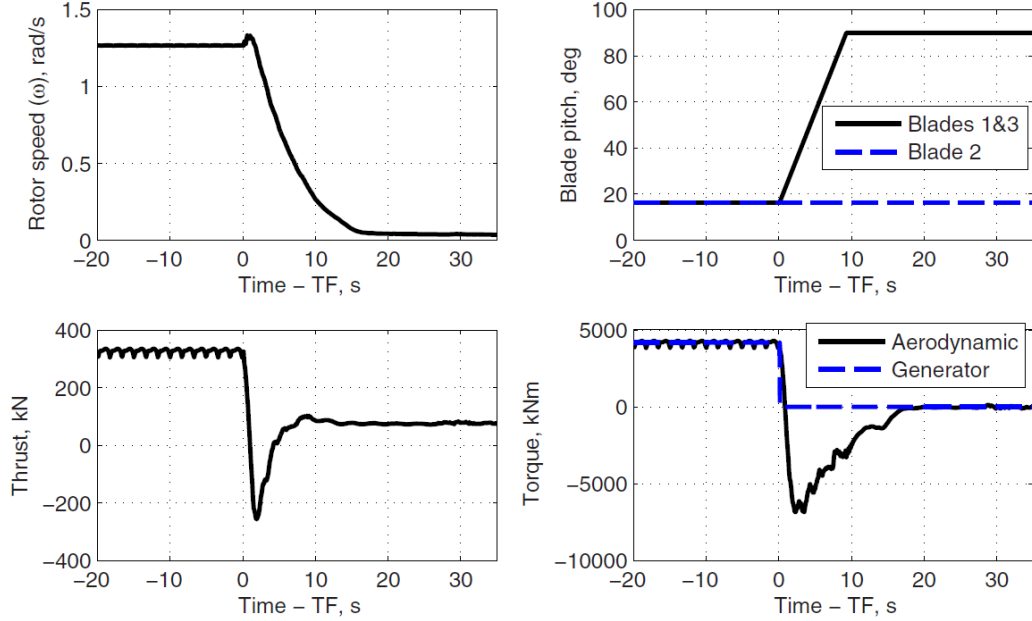 Rotor speed (ω), rad/s
1.5
1
0.5
0
−20 −10 0 10 20 30
Time − TF, s
Blade pitch, deg
100
80
60
40
20
0
Blades 1&3
Blade 2
−20 −10 0 10 20 30
Time − TF, s
Thrust, kN
400
200
0
−200
−400
−20 −10 0 10 20 30
Time − TF, s
Torque, kNm
5000
0
−5000
−10000
Aerodynamic
Generator
−20 −10 0 10 20 30
Time − TF, s